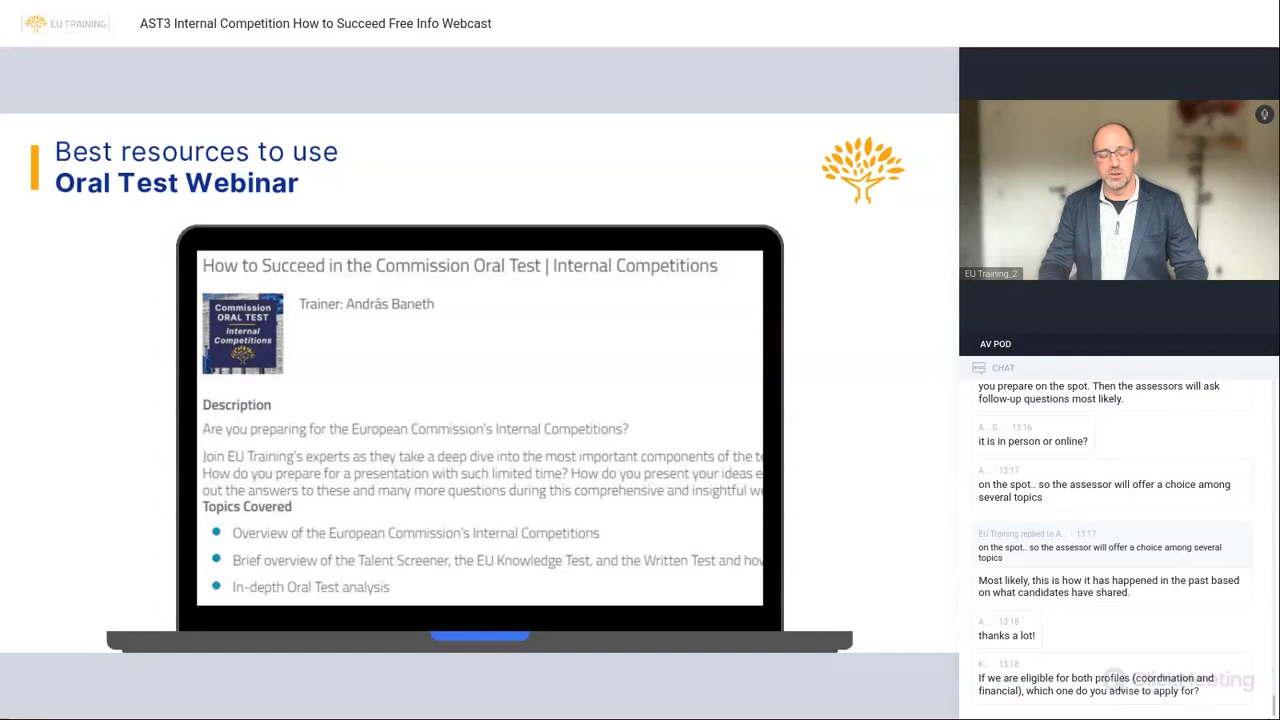 EU TRAINING
AST3 Internal Competition How to Succeed Free Info Webcast
Best resources to use
Oral Test Webinar
How to Succeed in the Commission Oral Test | Internal Competitions
Commission
ORAL TEST
Internal
Competitions
Trainer: András Baneth
Description
Are you preparing for the European Commission's Internal Competitions?
Join EU Training's experts as they take a deep dive into the most important components of the
How do you prepare for a presentation with such limited time? How do you present your ideas
out the answers to these and many more questions during this comprehensive and insightful
Topics Covered
Overview of the European Commission's Internal Competitions
Brief overview of the Talent Screener, the EU Knowledge Test, and the Written Test and
In-depth Oral Test analysis
EU Training_2
AV POD
CHAT
you prepare on the spot. Then the assessors will ask
follow-up questions most likely.
A... S... · 13:16
it is in person or online?
A... · 13:17
on the spot.. so the assessor will offer a choice among
several topics
EU Training replied to A... · 13:17
on the spot.. so the assessor will offer a choice among several
topics
Most likely, this is how it has happened in the past based
on what candidates have shared.
A... · 13:18
thanks a lot!
K... · 13:18
If we are eligible for both profiles (coordination and
financial), which one do you advise to apply for?
ClickMeeting